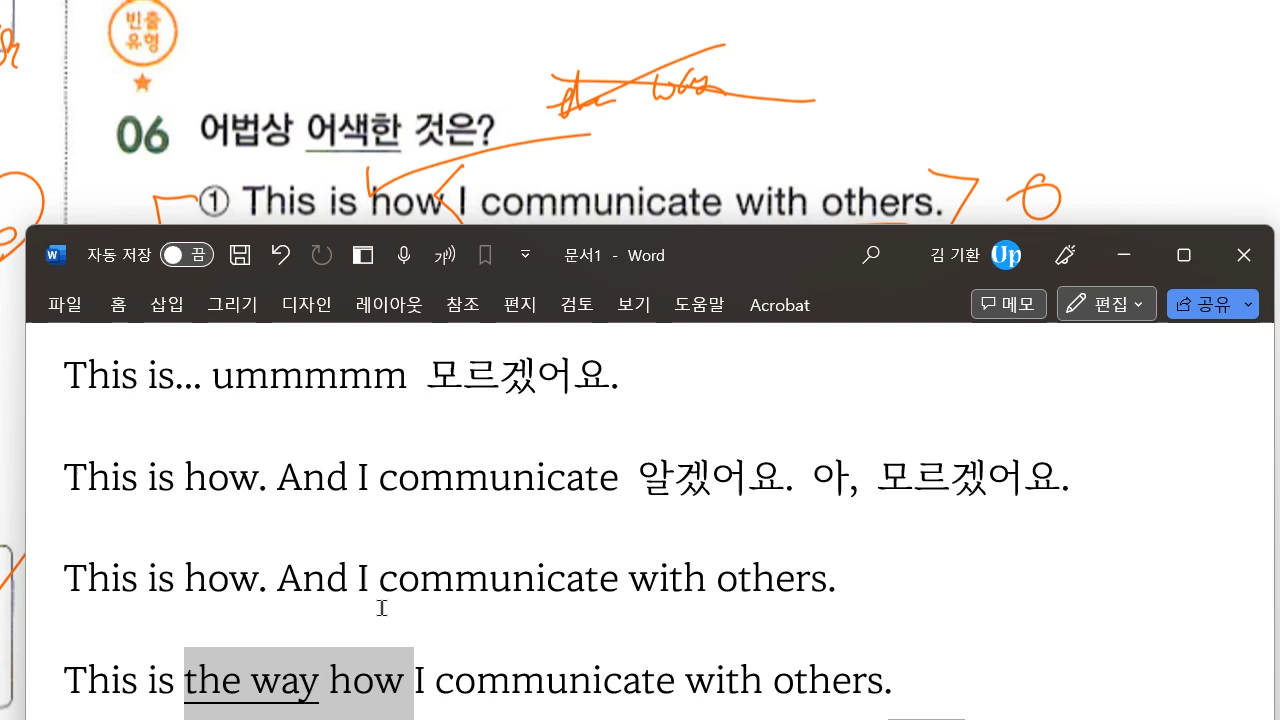 빈출
유형
the way
06 어법상 어색한 것은?
① This is how I communicate with others.
자동 저장 끔 가)) 문서1 - Word 김 기환 Up
파일 홈 삽입 그리기 디자인 레이아웃 참조 편지 검토 보기 도움말 Acrobat 메모 편집 공유
This is... ummmmm 모르겠어요.
This is how. And I communicate 알겠어요. 아, 모르겠어요.
This is how. And I communicate with others.
This is the way how I communicate with others.